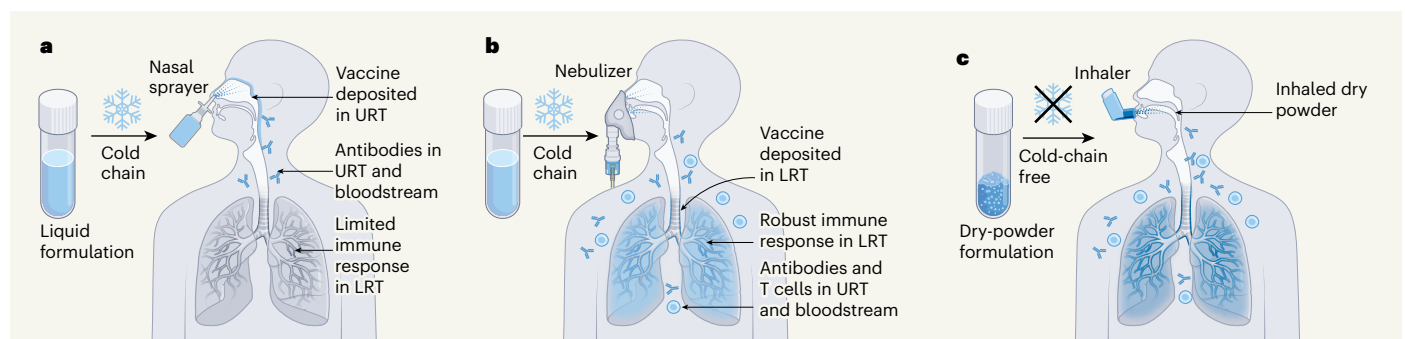 a
Nasal
sprayer
Cold
chain
Liquid
formulation
Vaccine
deposited
in URT
Antibodies in
URT and
bloodstream
Limited
immune
response
in LRT
b
Nebulizer
Cold
chain
Vaccine
deposited
in LRT
Robust immune
response in LRT
Antibodies and
T cells in URT
and bloodstream
c
Inhaler
Cold-chain
free
Dry-powder
formulation
Inhaled dry
powder